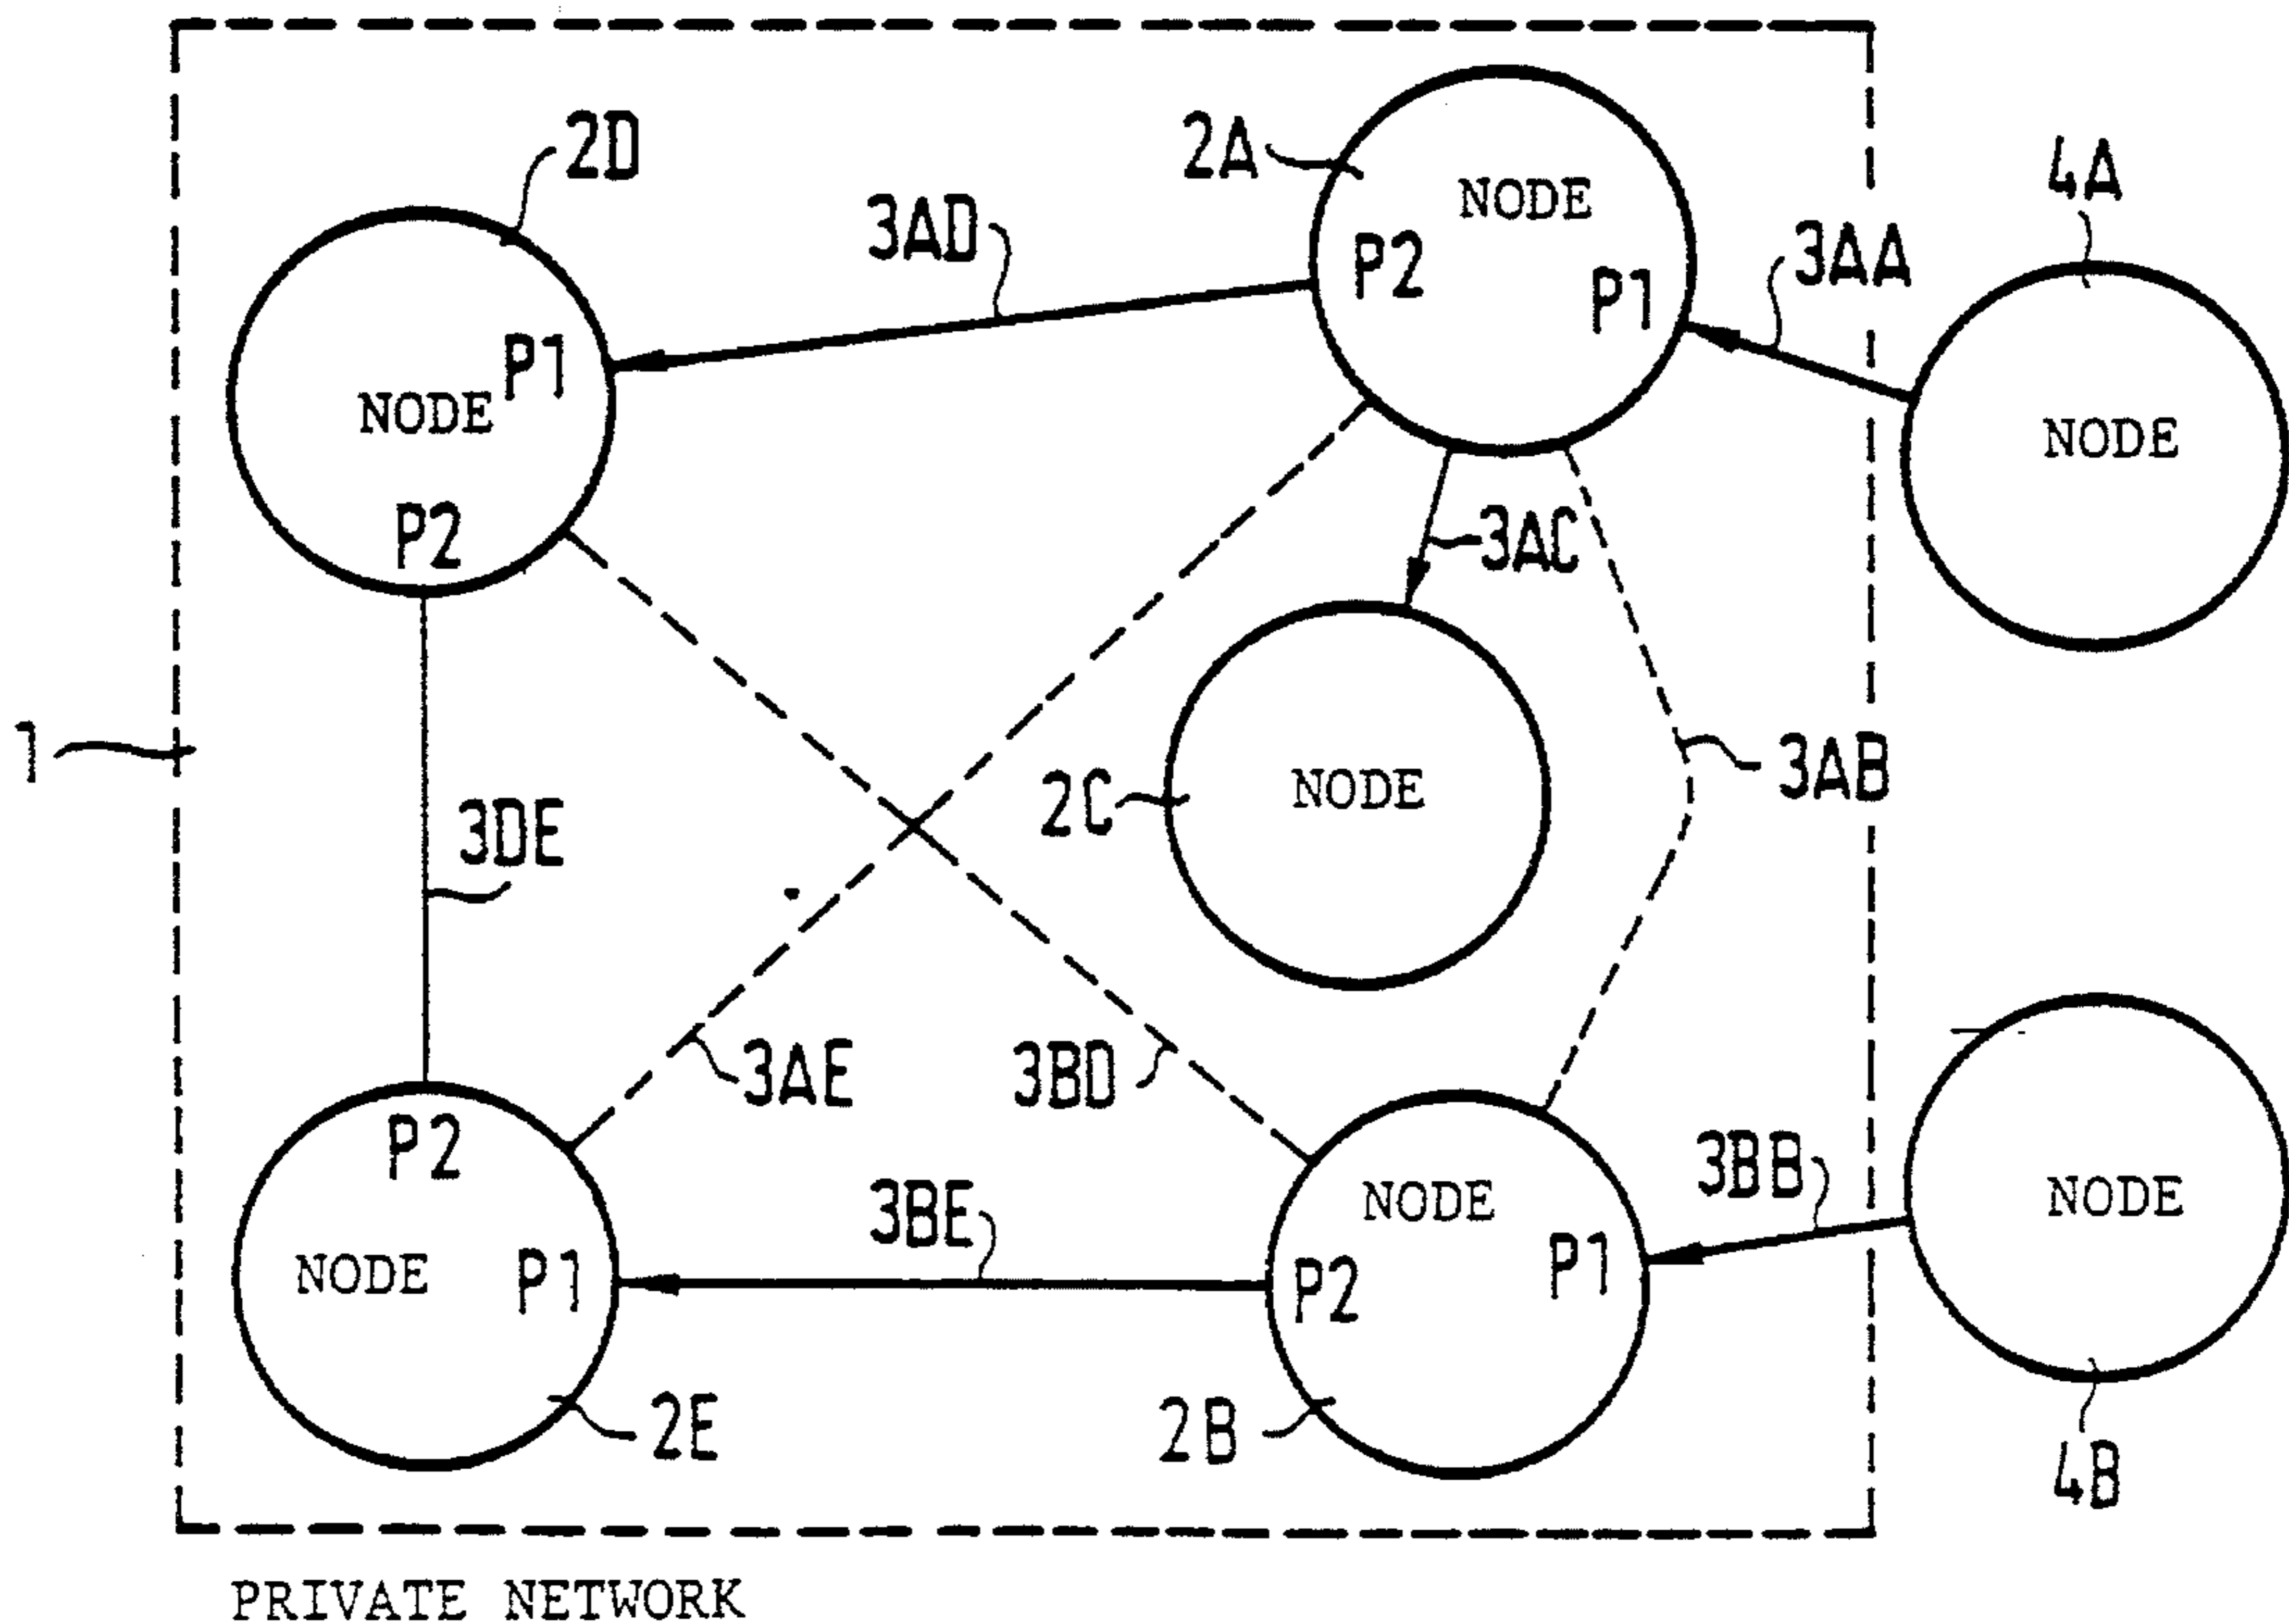 2D
2A
NODE
4A
3AD
P2
3AA
P1
P1
NODE
NODE
P2
3AC
1
3AB
NODE
2C
3DE
3AE
3BD
P2
3BB
NODE
NODE
3BE
NODE
P1
P2
P1
2E
2B
4B
PRIVATE NETWORK